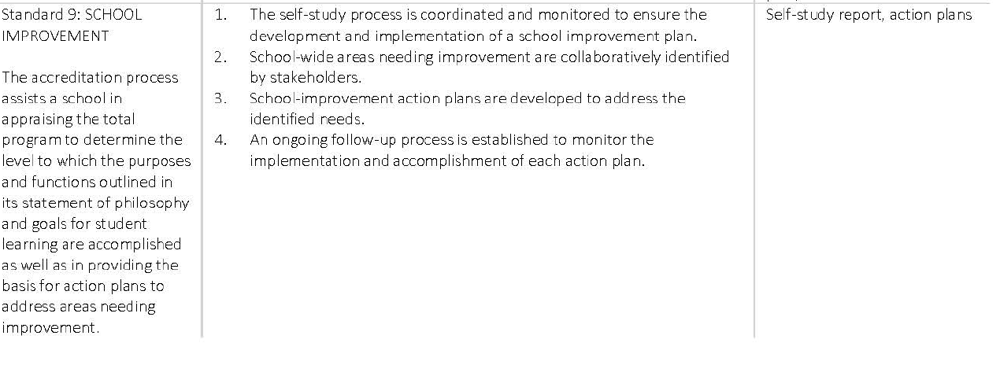 Standard 9: SCHOOL
IMPROVEMENT
The accreditation process
assists a school in
appraising the total
program to determine the
level to which the purposes
and functions outlined in
its statement of philosophy
and goals for student
learning are accomplished
as well as in providing the
basis for action plans to
address areas needing
improvement.
1. The self-study process is coordinated and monitored to ensure the
development and implementation of a school improvement plan.
2. School-wide areas needing improvement are collaboratively identified
by stakeholders.
3. School-improvement action plans are developed to address the
identified needs.
4. An ongoing follow-up process is established to monitor the
implementation and accomplishment of each action plan.
Self-study report, action plans